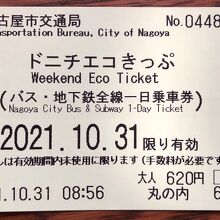 古屋市交通局 No.0448
ansportation Bureau, City of Nagoya
ドニチエコきっぷ
Weekend Eco Ticket
(バス・地下鉄全線一日乗車券)
Nagoya City Bus & Subway 1-Day Ticket
2021.10.31 限り有効
しは有効期間内未使用に限ります(手数料が必要です
大人 620円
1.10.31 08:56 丸の内